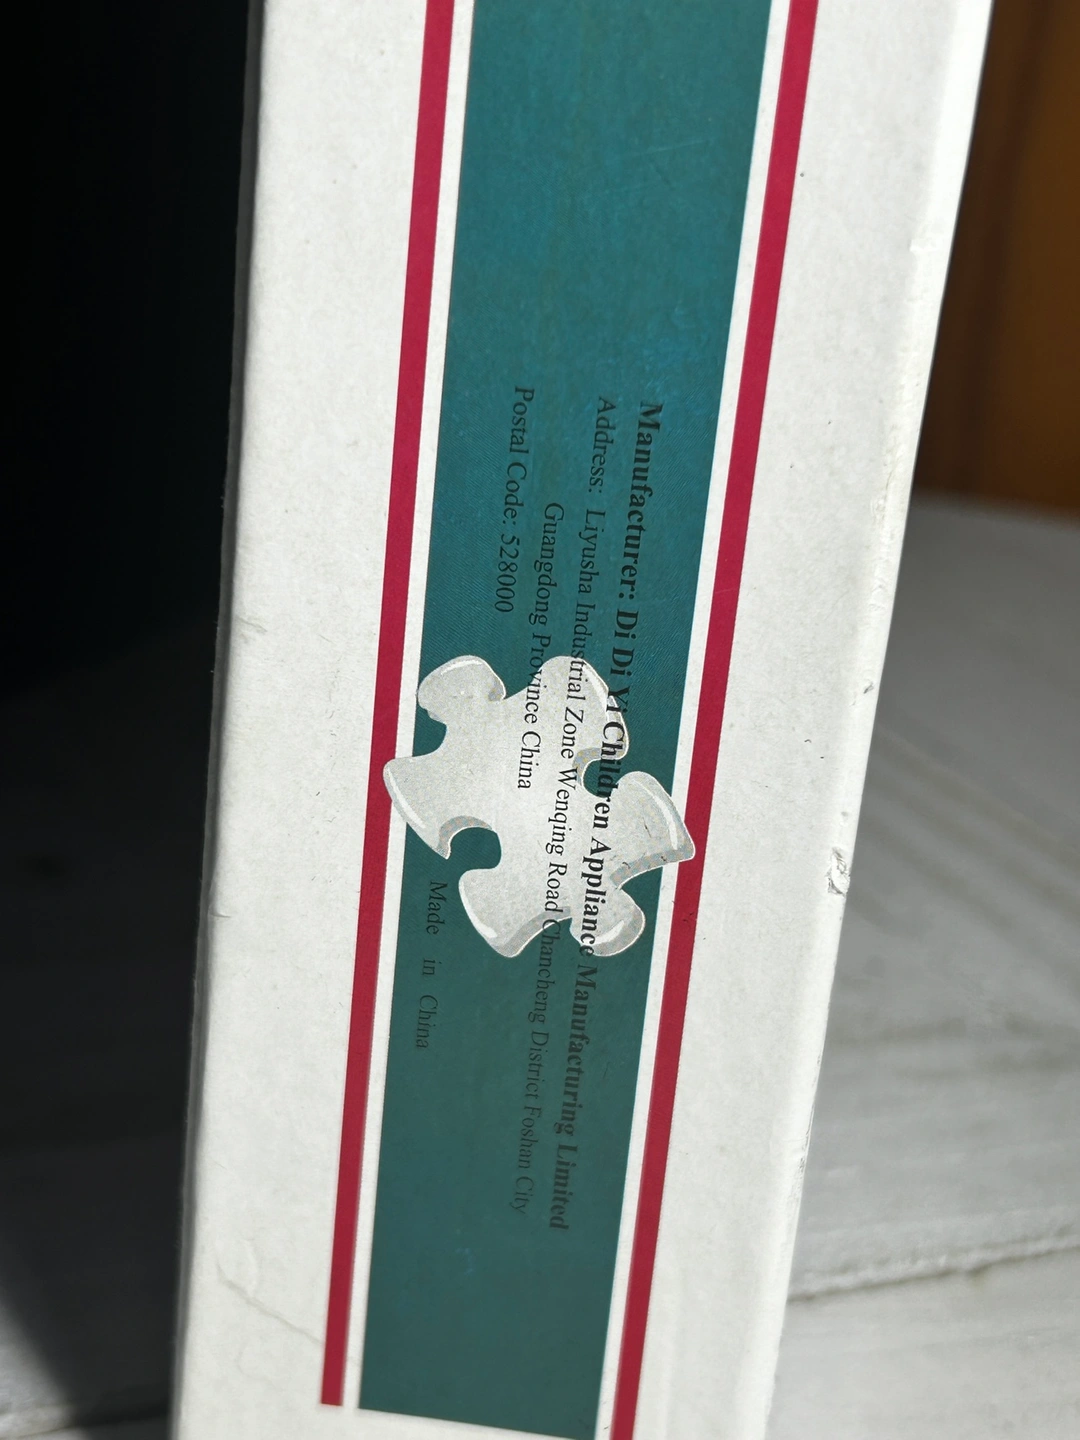 Manufacturer: Di Di Yi Children Appliance Manufacturing Limited
Address: Liyusha Industrial Zone Wenqing Road Chancheng District Foshan City
Guangdong Province China
Postal Code: 528000
Made in China